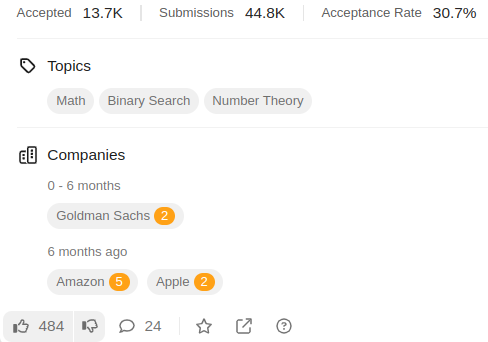 Accepted 13.7K Submissions 44.8K Acceptance Rate 30.7%
Topics
Math Binary Search Number Theory
Companies
0 - 6 months
Goldman Sachs 2
6 months ago
Amazon 5 Apple 2
484 24